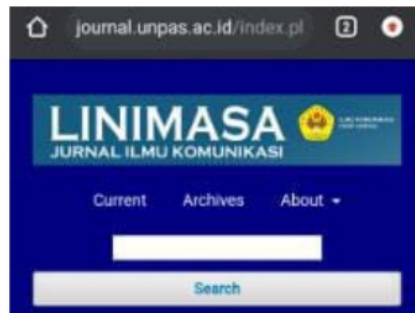 journal.unpas.ac.id/index.pl 2
LINIMASA
JURNAL ILMU KOMUNIKASI
Current Archives About
Search